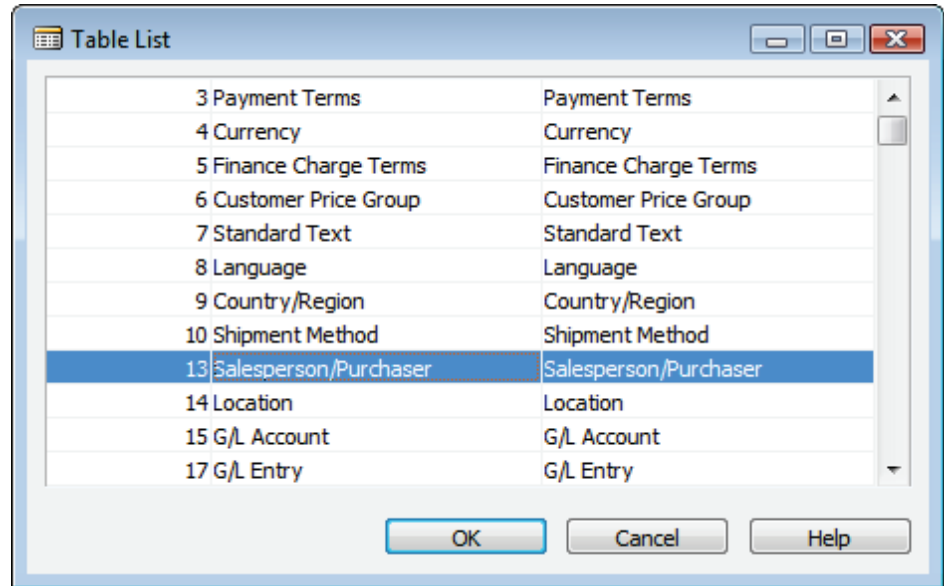 Table List
3 Payment Terms Payment Terms
4 Currency Currency
5 Finance Charge Terms Finance Charge Terms
6 Customer Price Group Customer Price Group
7 Standard Text Standard Text
8 Language Language
9 Country/Region Country/Region
10 Shipment Method Shipment Method
13 Salesperson/Purchaser Salesperson/Purchaser
14 Location Location
15 G/L Account G/L Account
17 G/L Entry G/L Entry
OK Cancel Help